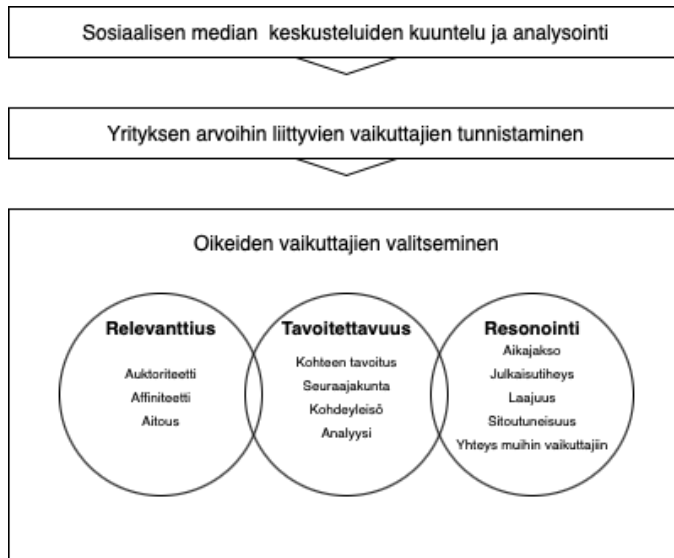 Sosiaalisen median keskusteluiden kuuntelu ja analysointi
Yrityksen arvoihin liittyvien vaikuttajien tunnistaminen
Oikeiden vaikuttajien valitseminen
Relevanttius
Auktoriteetti
Affiniteetti
Aitous
Tavoitettavuus
Kohteen tavoitus
Seuraajakunta
Kohdeyleisö
Analyysi
Resonointi
Aikajakso
Julkaisutiheys
Laajuus
Sitoutuneisuus
Yhteys muihin vaikuttajiin